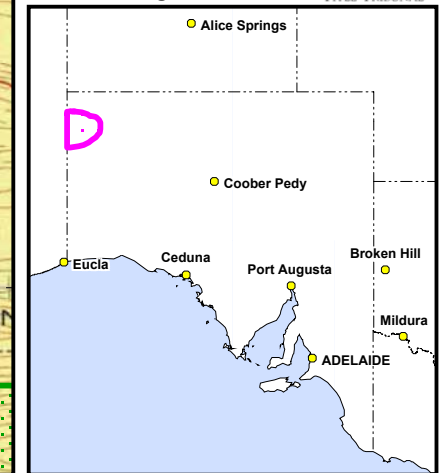 Alice Springs
Coober Pedy
Eucla
Ceduna
Port Augusta
Broken Hill
Mildura
ADELAIDE